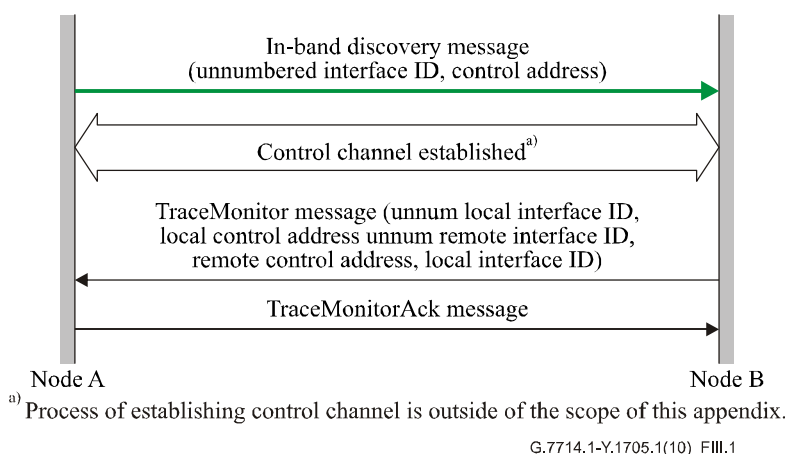 In-band discovery message
(unnumbered interface ID, control address)
Control channel established a)
TraceMonitor message (unnum local interface ID,
local control address unnum remote interface ID,
remote control address, local interface ID)
TraceMonitorAck message
Node A
Node B
a) Process of establishing control channel is outside of the scope of this appendix.
G.7714.1-Y.1705.1(10)_FIII.1